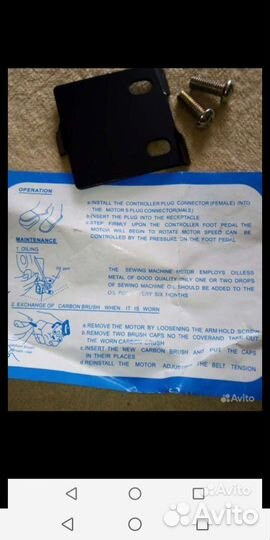 OPERATION
a. INSTALL THE CONTROLLER PLUG CONNECTOR (FEMALE) INTO
THE MOTOR S PLUG CONNECTOR(MALE)
b. INSERT THE PLUG INTO THE RECEPTACLE
c. STEP FIRMLY UPON THE CONTROLLER FOOT PEDAL THE
MOTOR WILL BEGIN TO ROTATE MOTOR SPEED CAN BE
CONTROLLED BY THE PRESSURE ON THE FOOT PEDAL
MAINTENANCE
1. OILING
THE SEWING MACHINE MOTOR EMPLOYS OILLESS
METAL OF GOOD QUALITY ONLY ONE OR TWO DROPS
OF SEWING MACHINE OIL SHOULD BE ADDED TO THE
OIL EVERY SIX MONTHS
2. EXCHANGE OF CARBON BRUSH WHEN IT IS WORN
a. REMOVE THE MOTOR BY LOOSENING THE ARM HOLD SCREW
b. REMOVE TWO BRUSH CAPS NO THE COVERAND TAKE OUT
THE WORN CARBON BRUSH
c. INSERT THE NEW CARBON BRUSH AND PUT THE CAPS
IN THEIR PLACES
d. REINSTALL THE MOTOR THE BELT TENSION
Avito
Avito
Avito